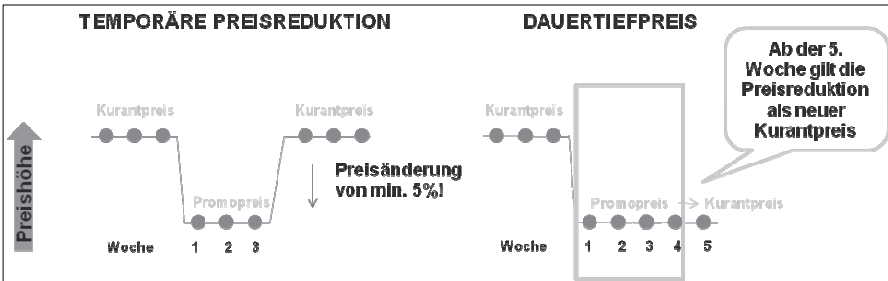 TEMPORÄRE PREISREDUKTION
DAUERTIEFPREIS
Ab der 5.
Woche gilt die
Preisreduktion
als neuer
Kurantpreis
Preishöhe
Kurantpreis
Kurantpreis
Preisänderung
von min. 5%!
Promopreis
Woche 1 2 3
Kurantpreis
Promopreis → Kurantpreis
Woche 1 2 3 4 5